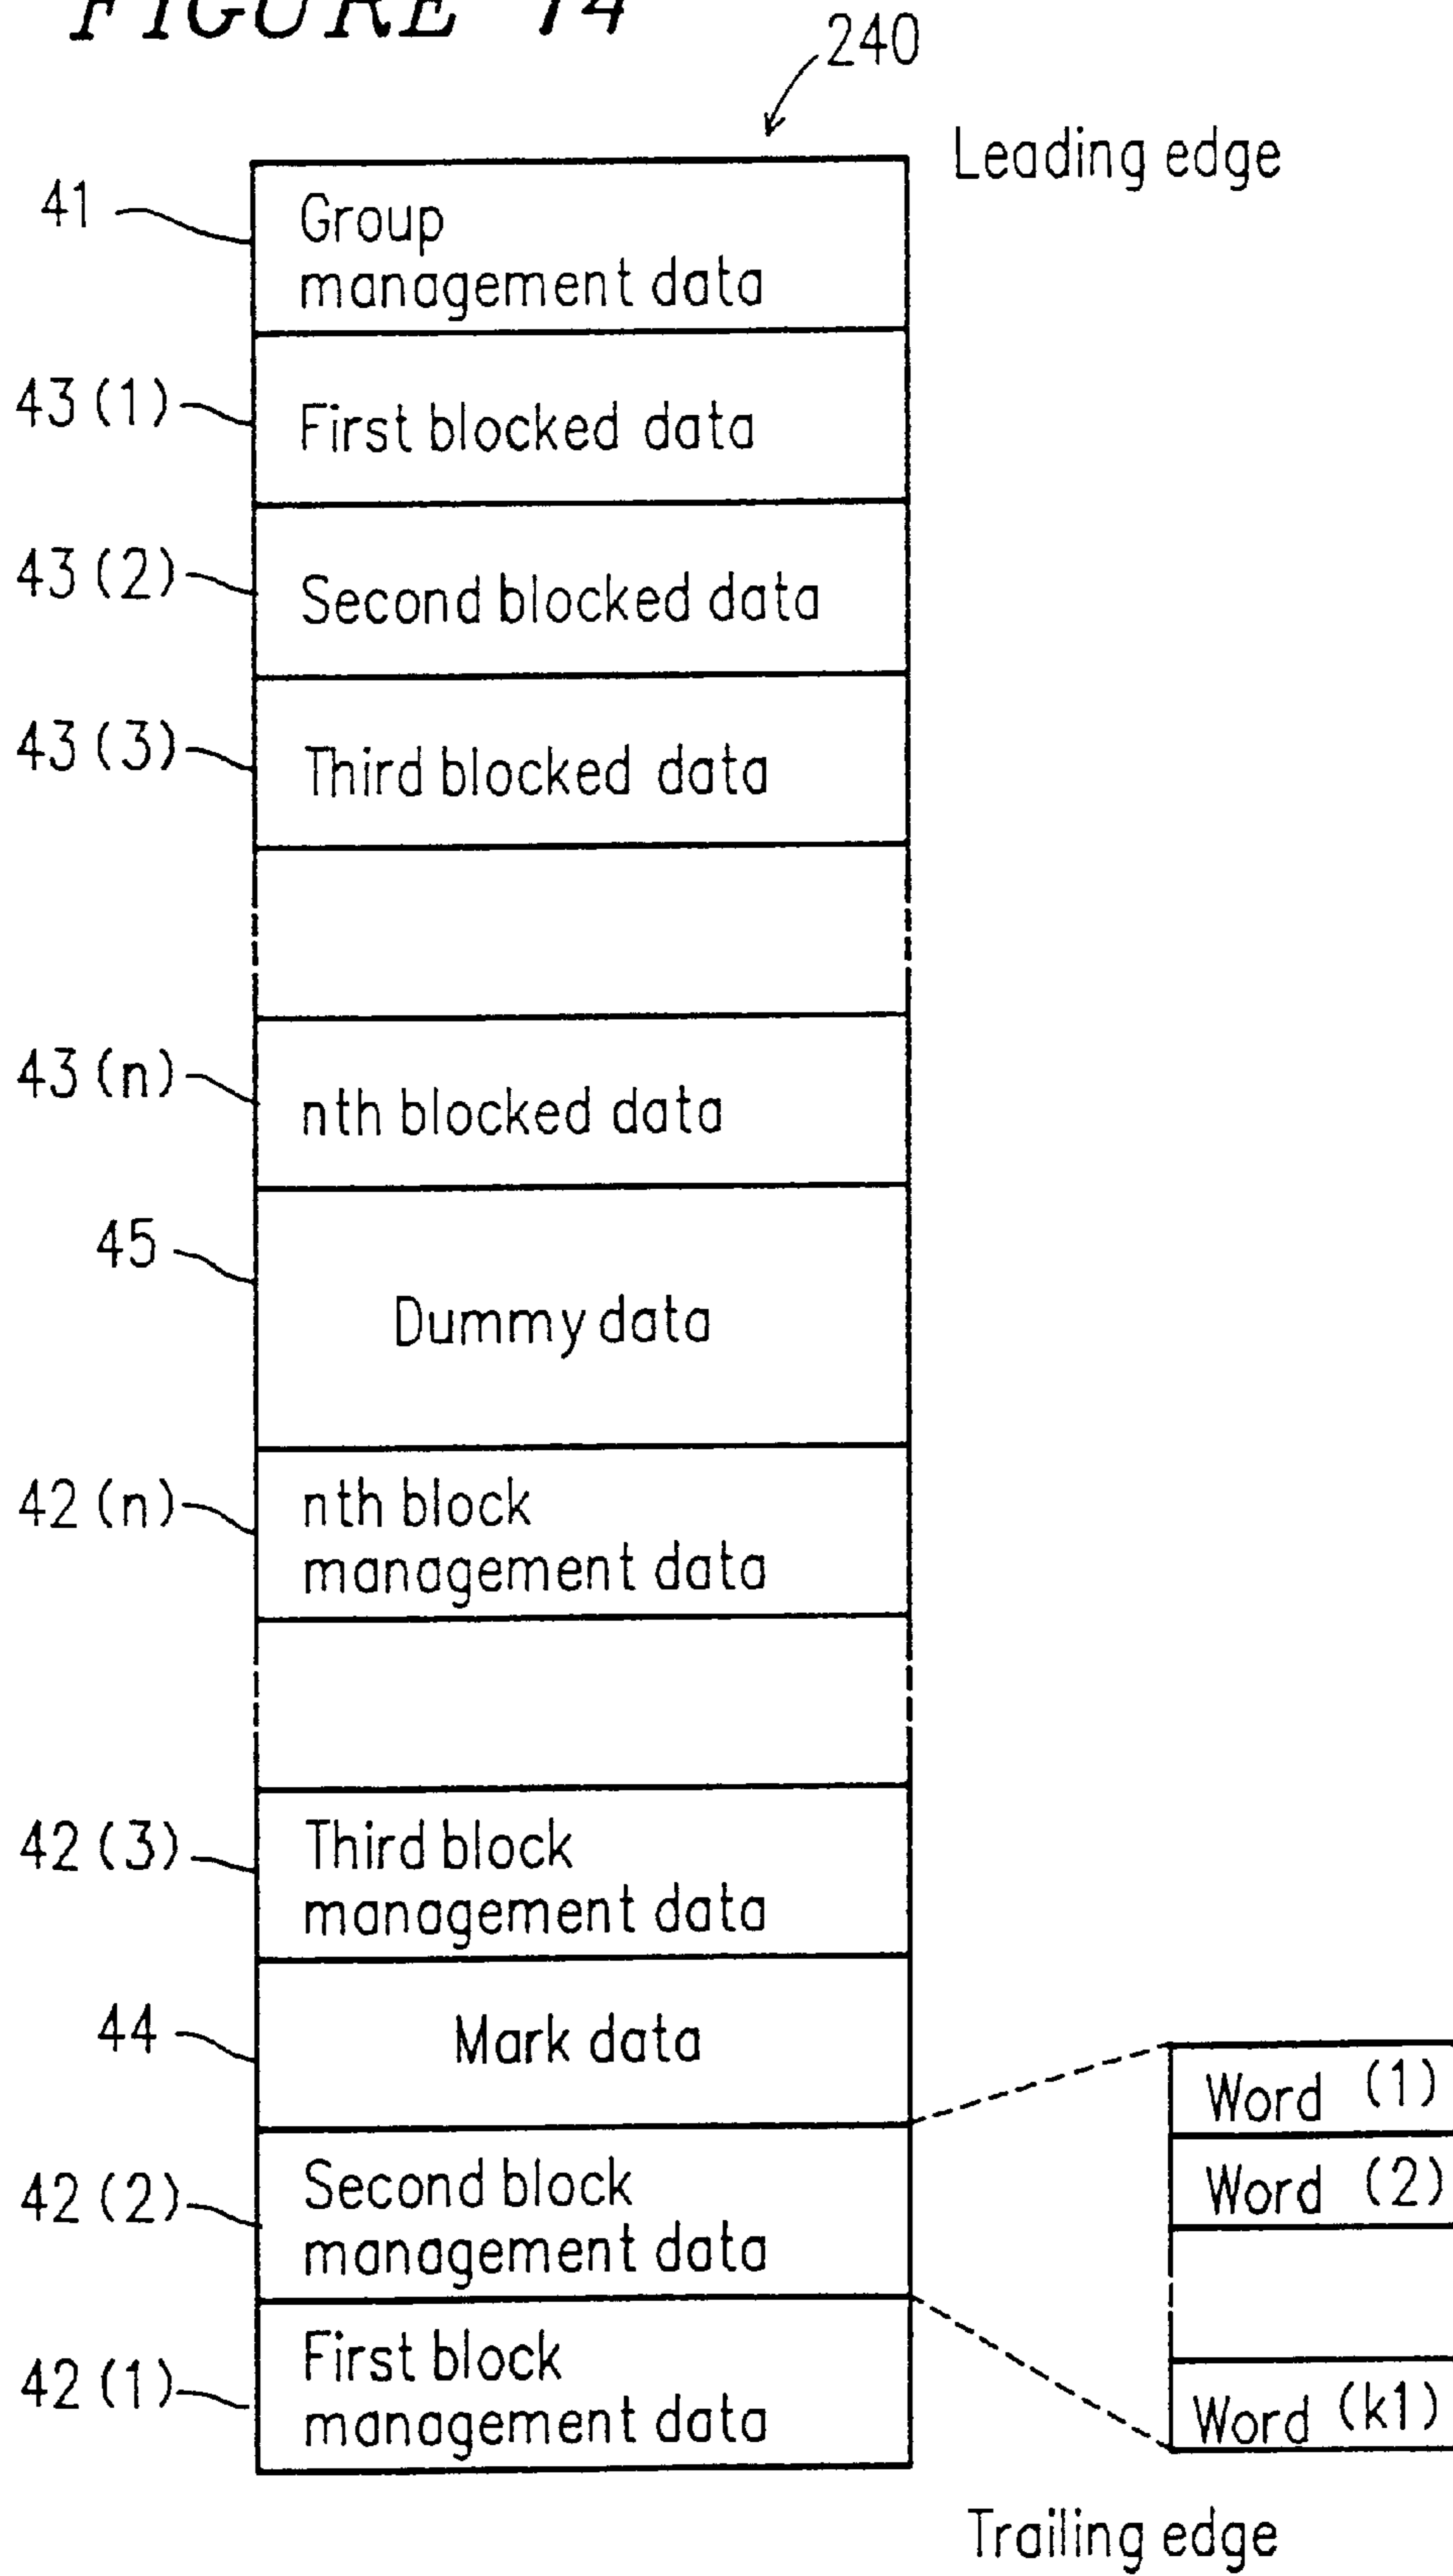 FIGURE 14
240
Leading edge
41
Group
management data
43(1)
First blocked data
43(2)
Second blocked data
43(3)
Third blocked data
43(n)
nth blocked data
45
Dummy data
42(n)
nth block
management data
42(3)
Third block
management data
44
Mark data
Word (1)
Word (2)
Word (k1)
42(2)
Second block
management data
42(1)
First block
management data
Trailing edge